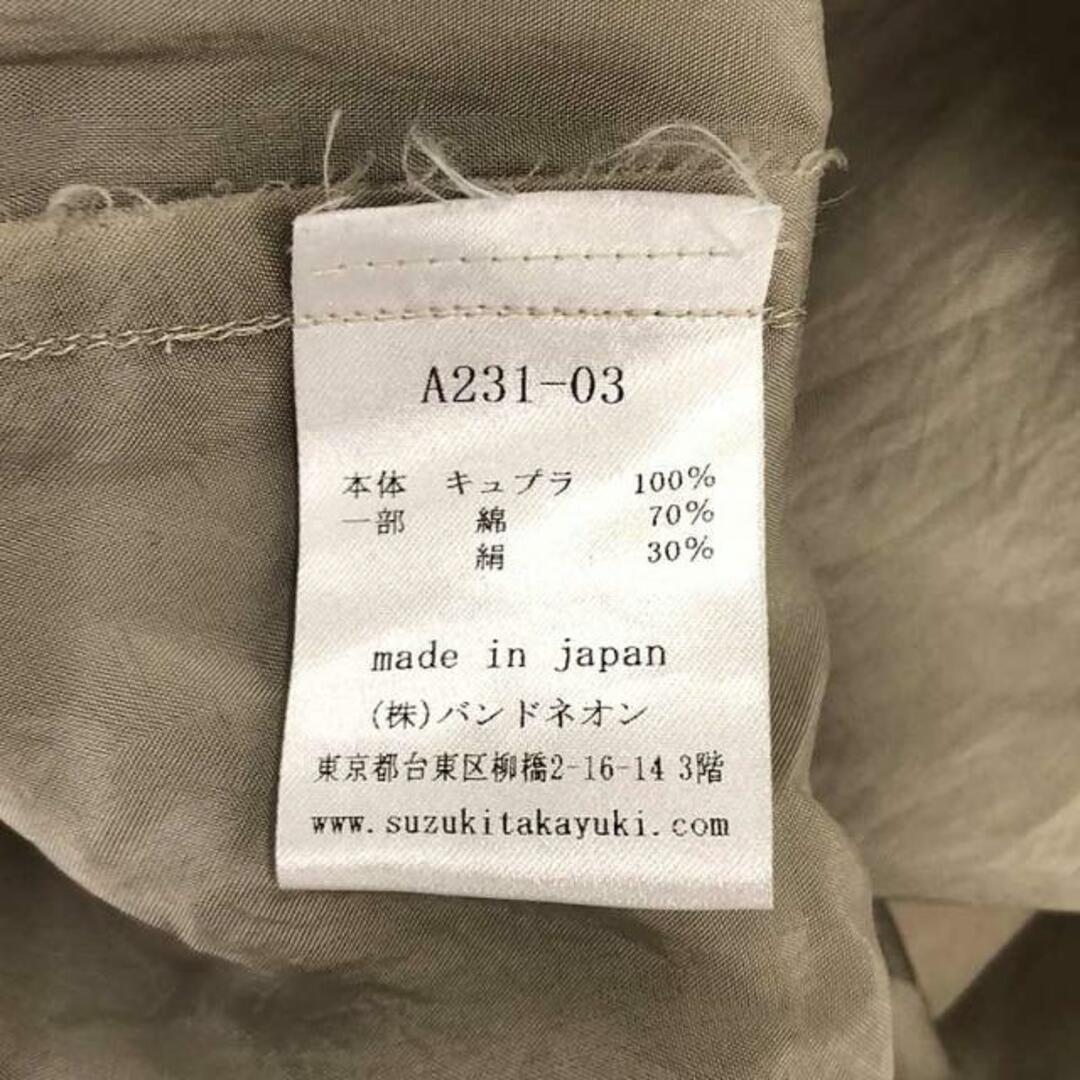 A231-03
本体 キュプラ 100%
一部 綿 70%
絹 30%
made in japan
(株)バンドネオン
東京都台東区柳橋2-16-14 3階
www.suzukitakayuki.com